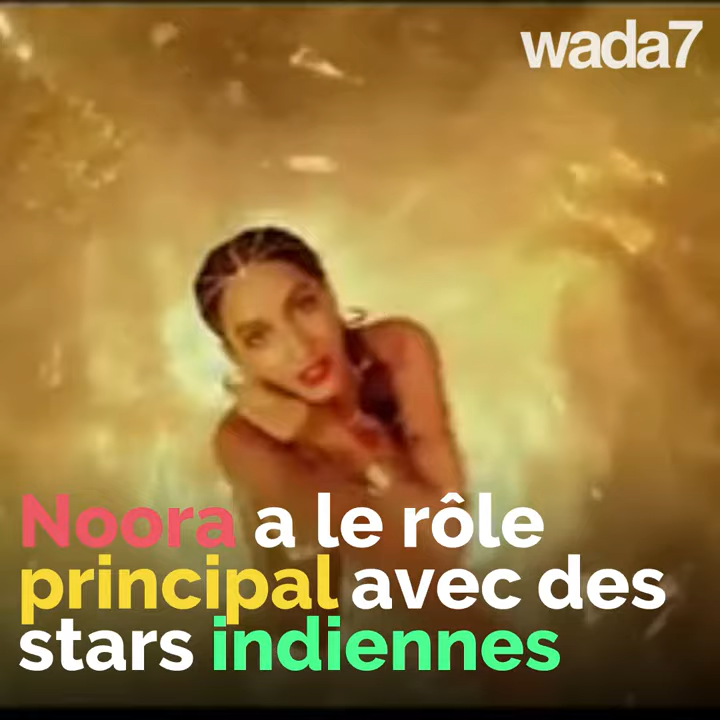 wada7
Noora a le rôle
principal avec des
stars indiennes